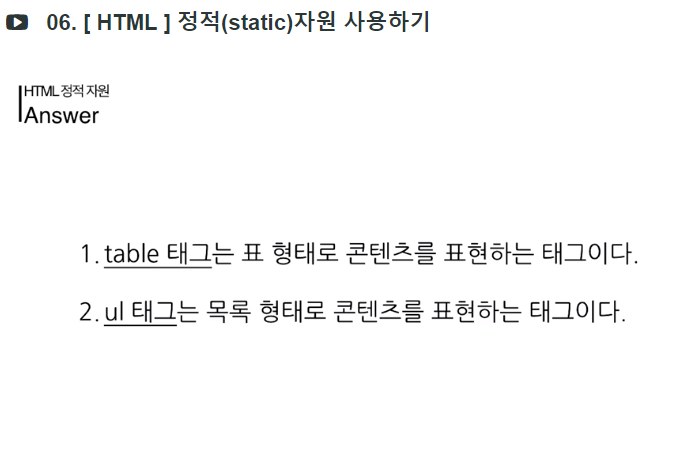 06. [ HTML ] 정적(static)자원 사용하기
HTML 정적 자원
Answer
1. table 태그는 표 형태로 콘텐츠를 표현하는 태그이다.
2. ul 태그는 목록 형태로 콘텐츠를 표현하는 태그이다.